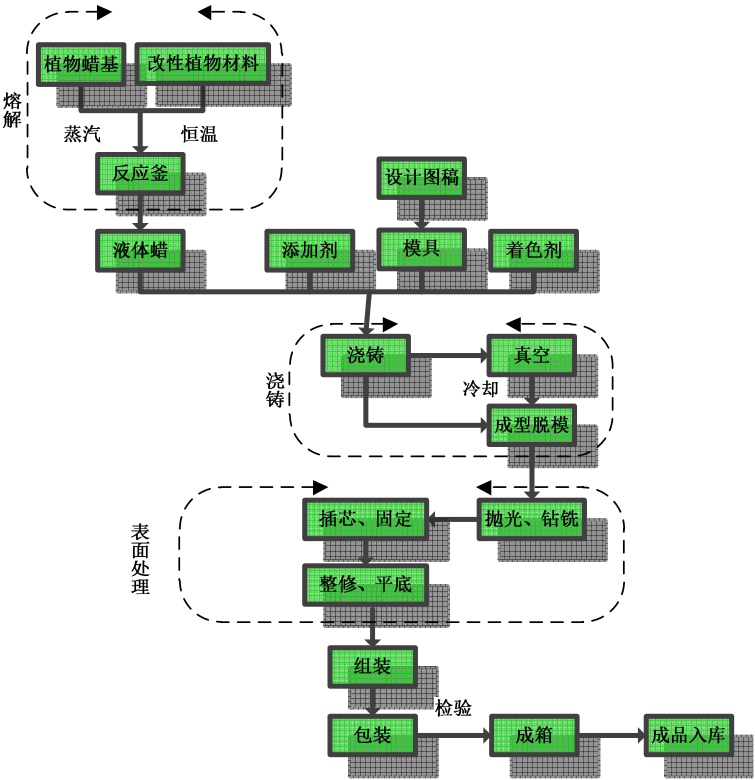 植物蜡基
改性植物材料
熔解
蒸汽
恒温
反应釜
设计图稿
液体蜡
添加剂
模具
着色剂
浇铸
浇铸
真空
冷却
成型脱模
表面处理
插芯、固定
抛光、钻铣
整修、平底
组装
包装
检验
成箱
成品入库